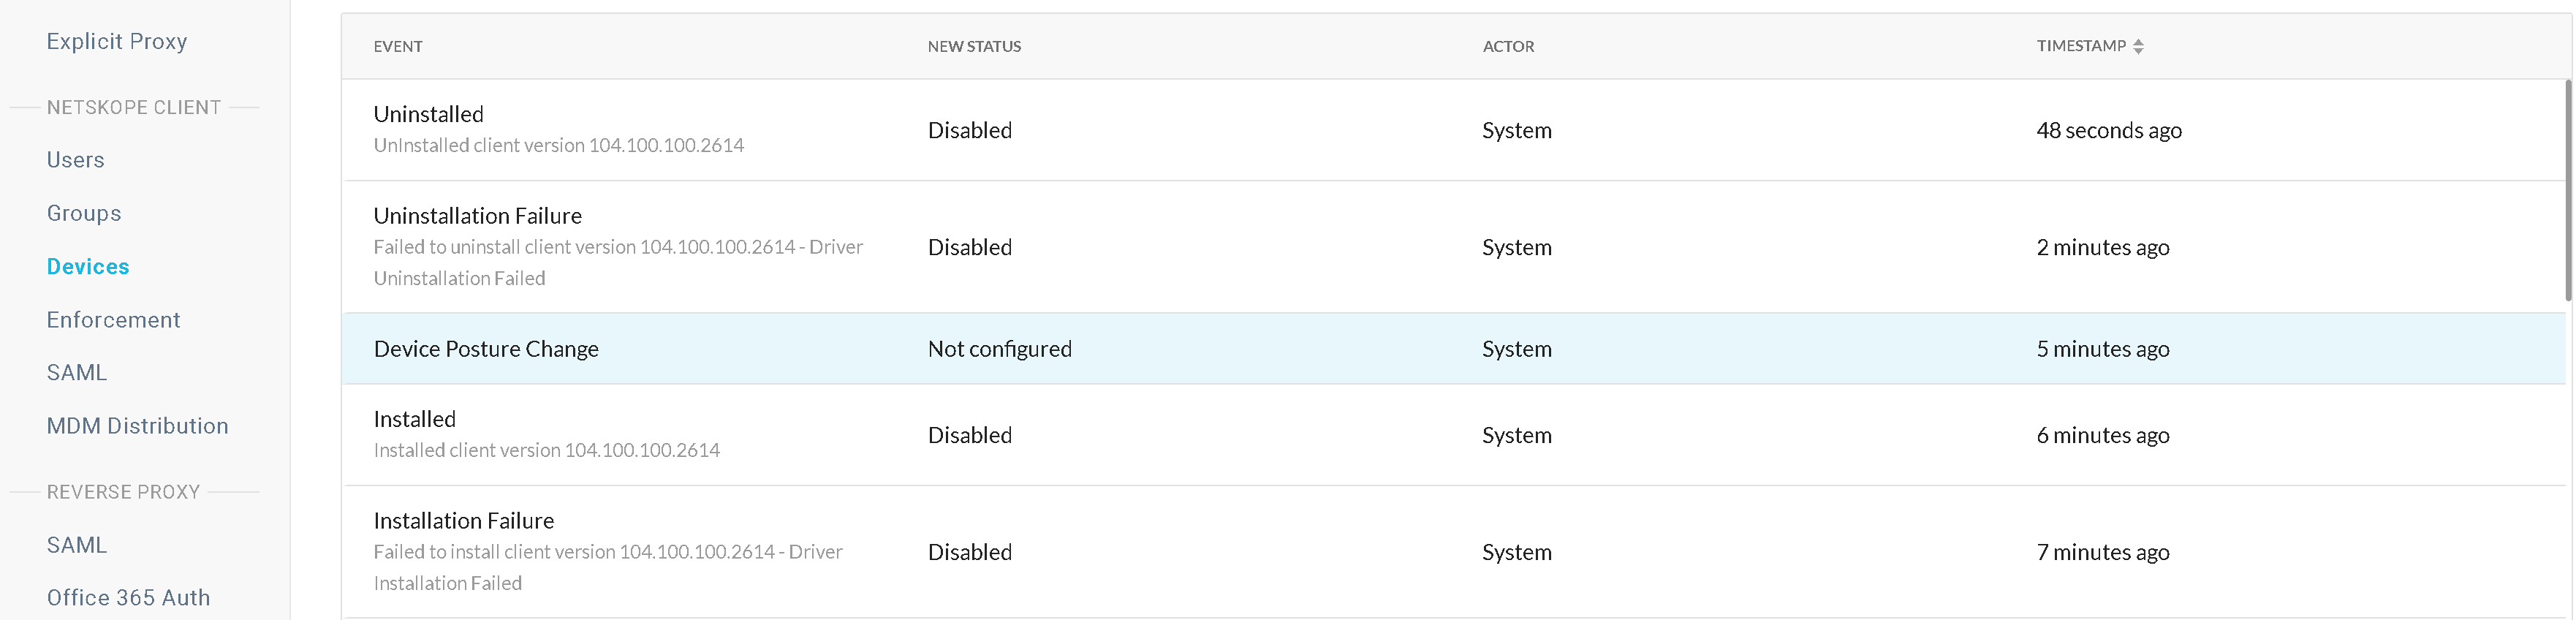 Explicit Proxy
NETSKOPE CLIENT
Users
Groups
Devices
Enforcement
SAML
MDM Distribution
REVERSE PROXY
SAML
Office 365 Auth
EVENT NEW STATUS ACTOR TIMESTAMP
Uninstalled
UnInstalled client version 104.100.100.2614
Disabled System 48 seconds ago
Uninstallation Failure
Failed to uninstall client version 104.100.100.2614 - Driver
Uninstallation Failed
Disabled System 2 minutes ago
Device Posture Change Not configured System 5 minutes ago
Installed
Installed client version 104.100.100.2614
Disabled System 6 minutes ago
Installation Failure
Failed to install client version 104.100.100.2614 - Driver
Installation Failed
Disabled System 7 minutes ago